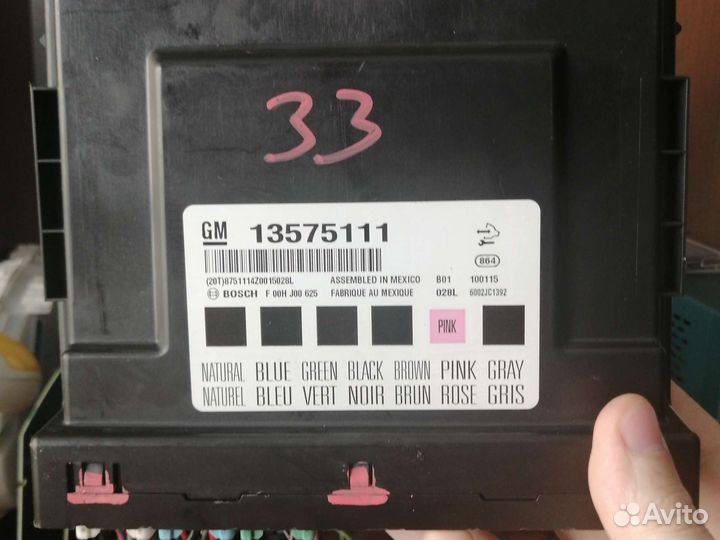 33
GM 13575111
864
(20T)8751114Z0015028L ASSEMBLED IN MEXICO B01 100115
BOSCH F 00H J00 625 FABRIQUE AU MEXIQUE 028L 6002JC1392
PINK
NATURAL BLUE GREEN BLACK BROWN PINK GRAY
NATUREL BLEU VERT NOIR BRUN ROSE GRIS
Avito